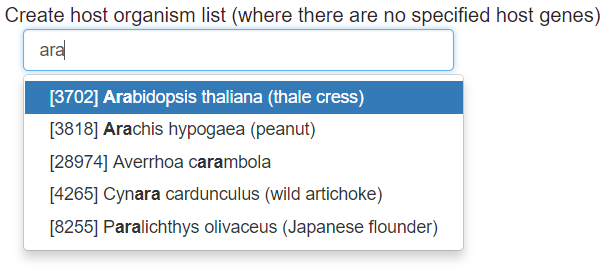 Create host organism list (where there are no specified host genes)
ara
[3702] Arabidopsis thaliana (thale cress)
[3818] Arachis hypogaea (peanut)
[28974] Averrhoa carambola
[4265] Cynara cardunculus (wild artichoke)
[8255] Paralichthys olivaceus (Japanese flounder)